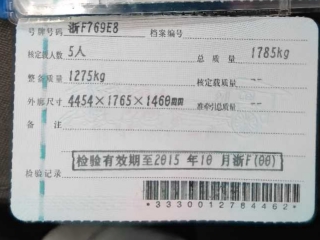 号牌号码 浙F769E8 档案编号
核定载人数 5人 总质量 1785kg
整备质量 1275kg 核定载质量 --
外廓尺寸 4454×1765×1460mm 准牵引总质量 --
备注
检验有效期至2015年10月浙F(00)
检验记录
*3330012784462*